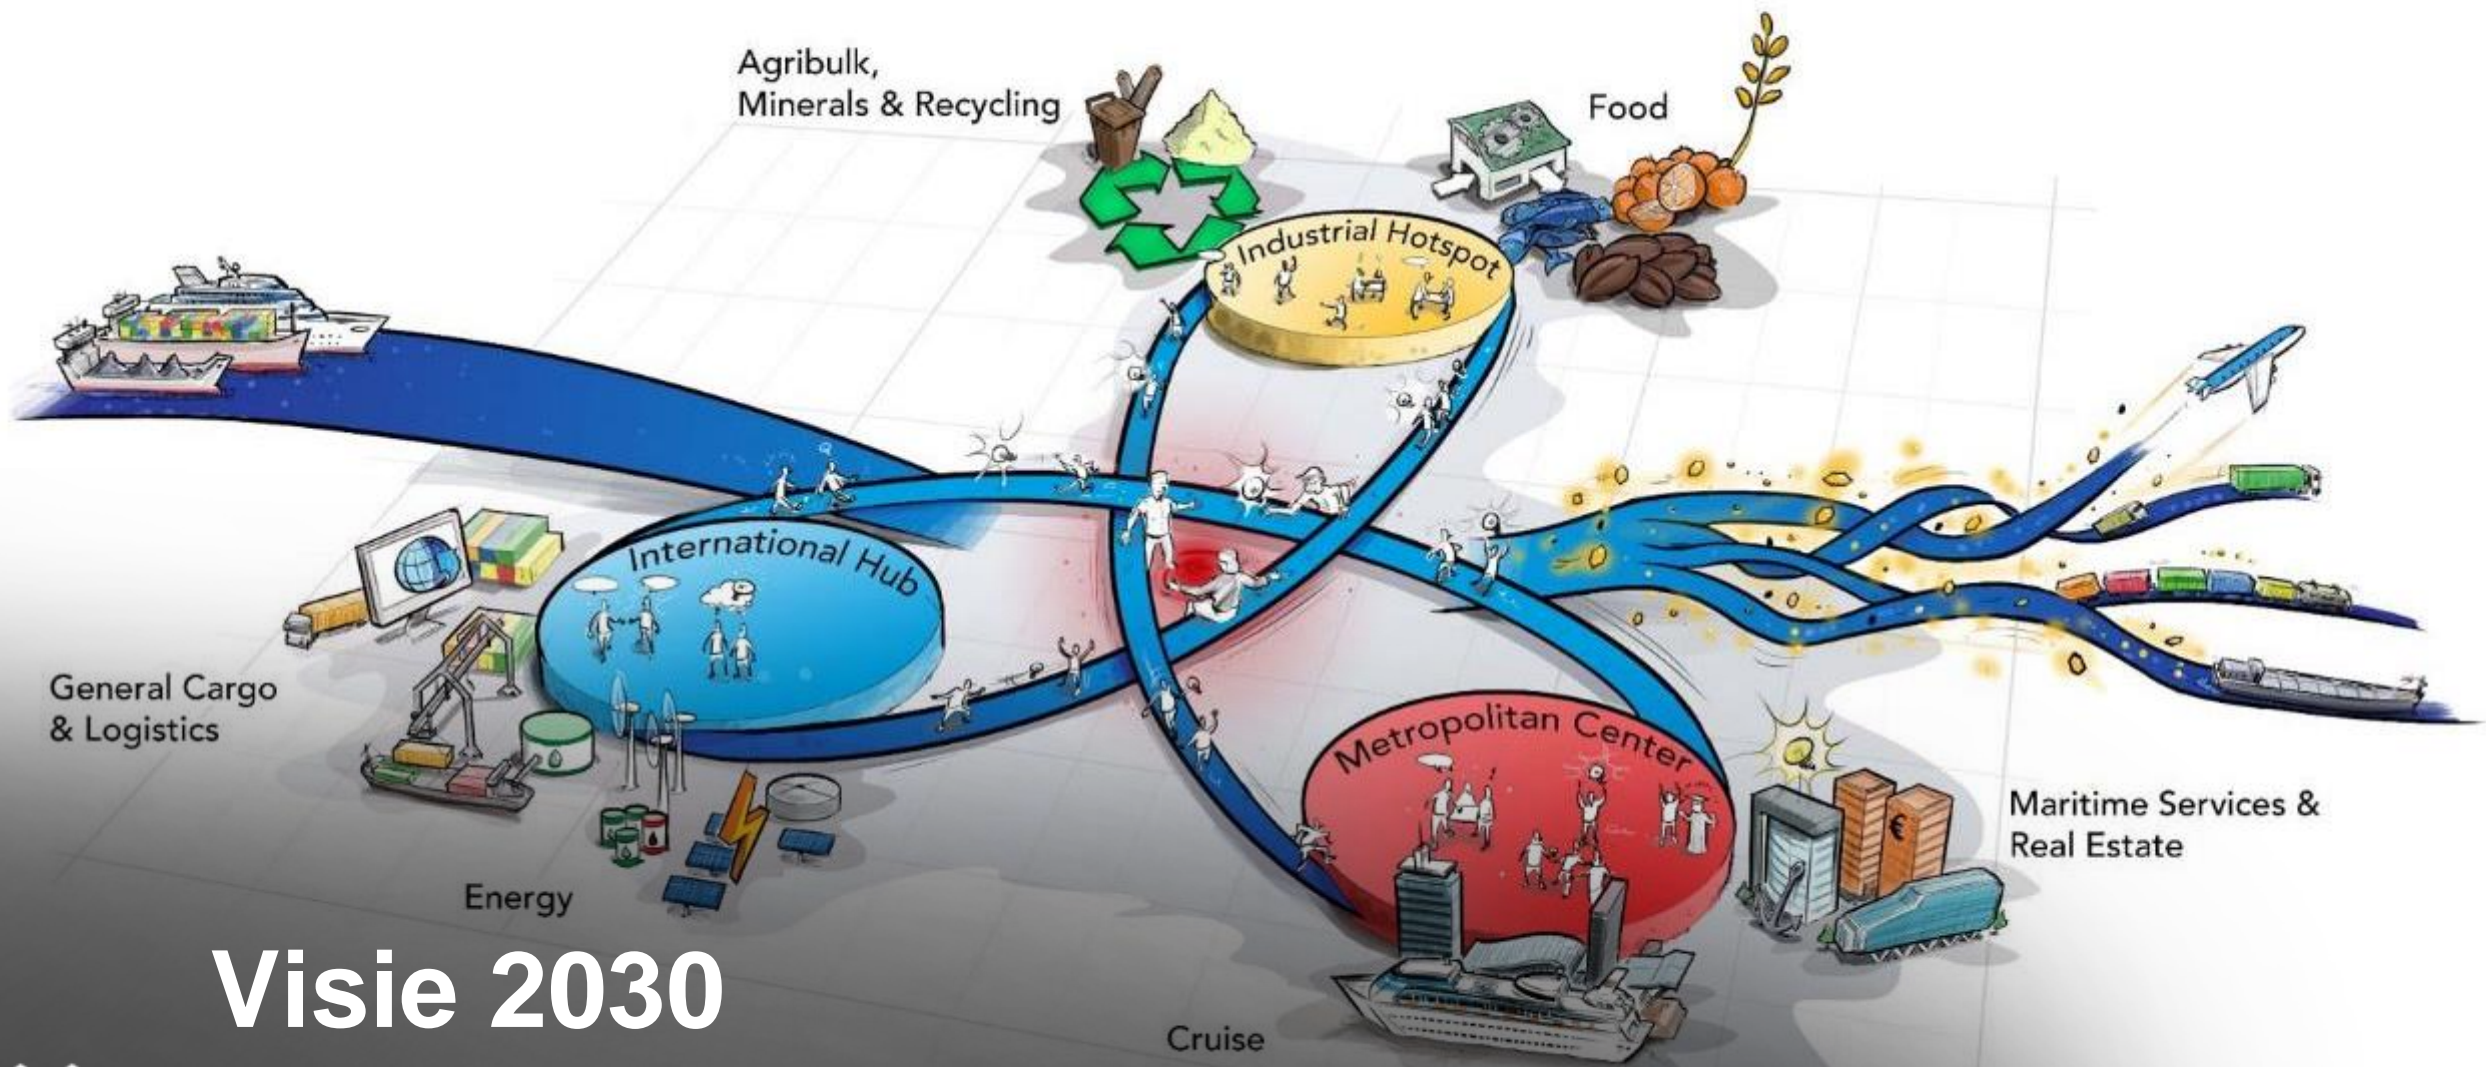 Agribulk,
Minerals & Recycling
Food
Industrial Hotspot
International Hub
General Cargo
& Logistics
Metropolitan Center
Maritime Services &
Real Estate
Energy
€
Visie 2030
Cruise